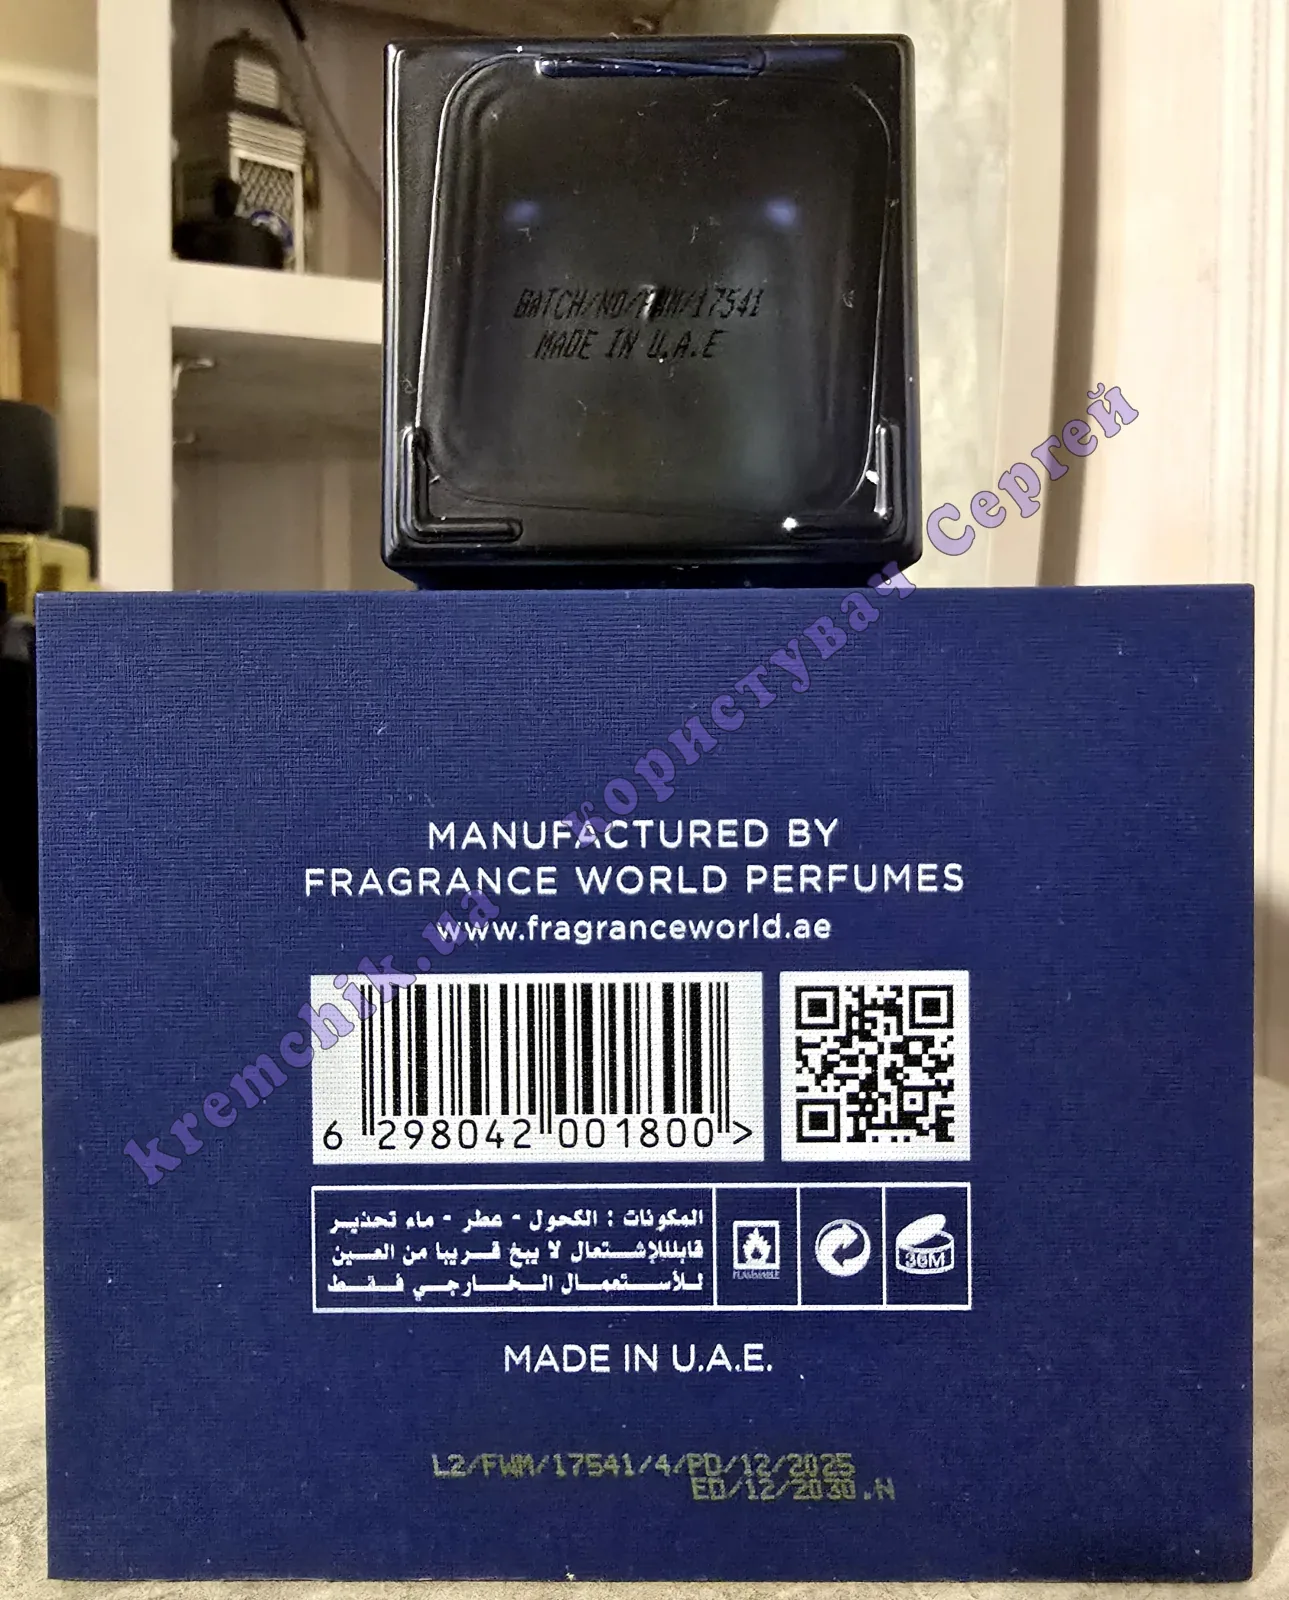 BATCH/NO/FWM/17541
MADE IN U.A.E
kremchik.ua користувач Сергей
MANUFACTURED BY
FRAGRANCE WORLD PERFUMES
www.fragranceworld.ae
6 298042 001800 >
المكونات : الكحول - عطر - ماء تحذير
قابلللإشتعال لا يبخ قريبا من العين
للأستعمال الخارجي فقط
FLAMMABLE
36M
MADE IN U.A.E.
L2/FWM/17541/4/PD/12/2025
ED/12/2030.N